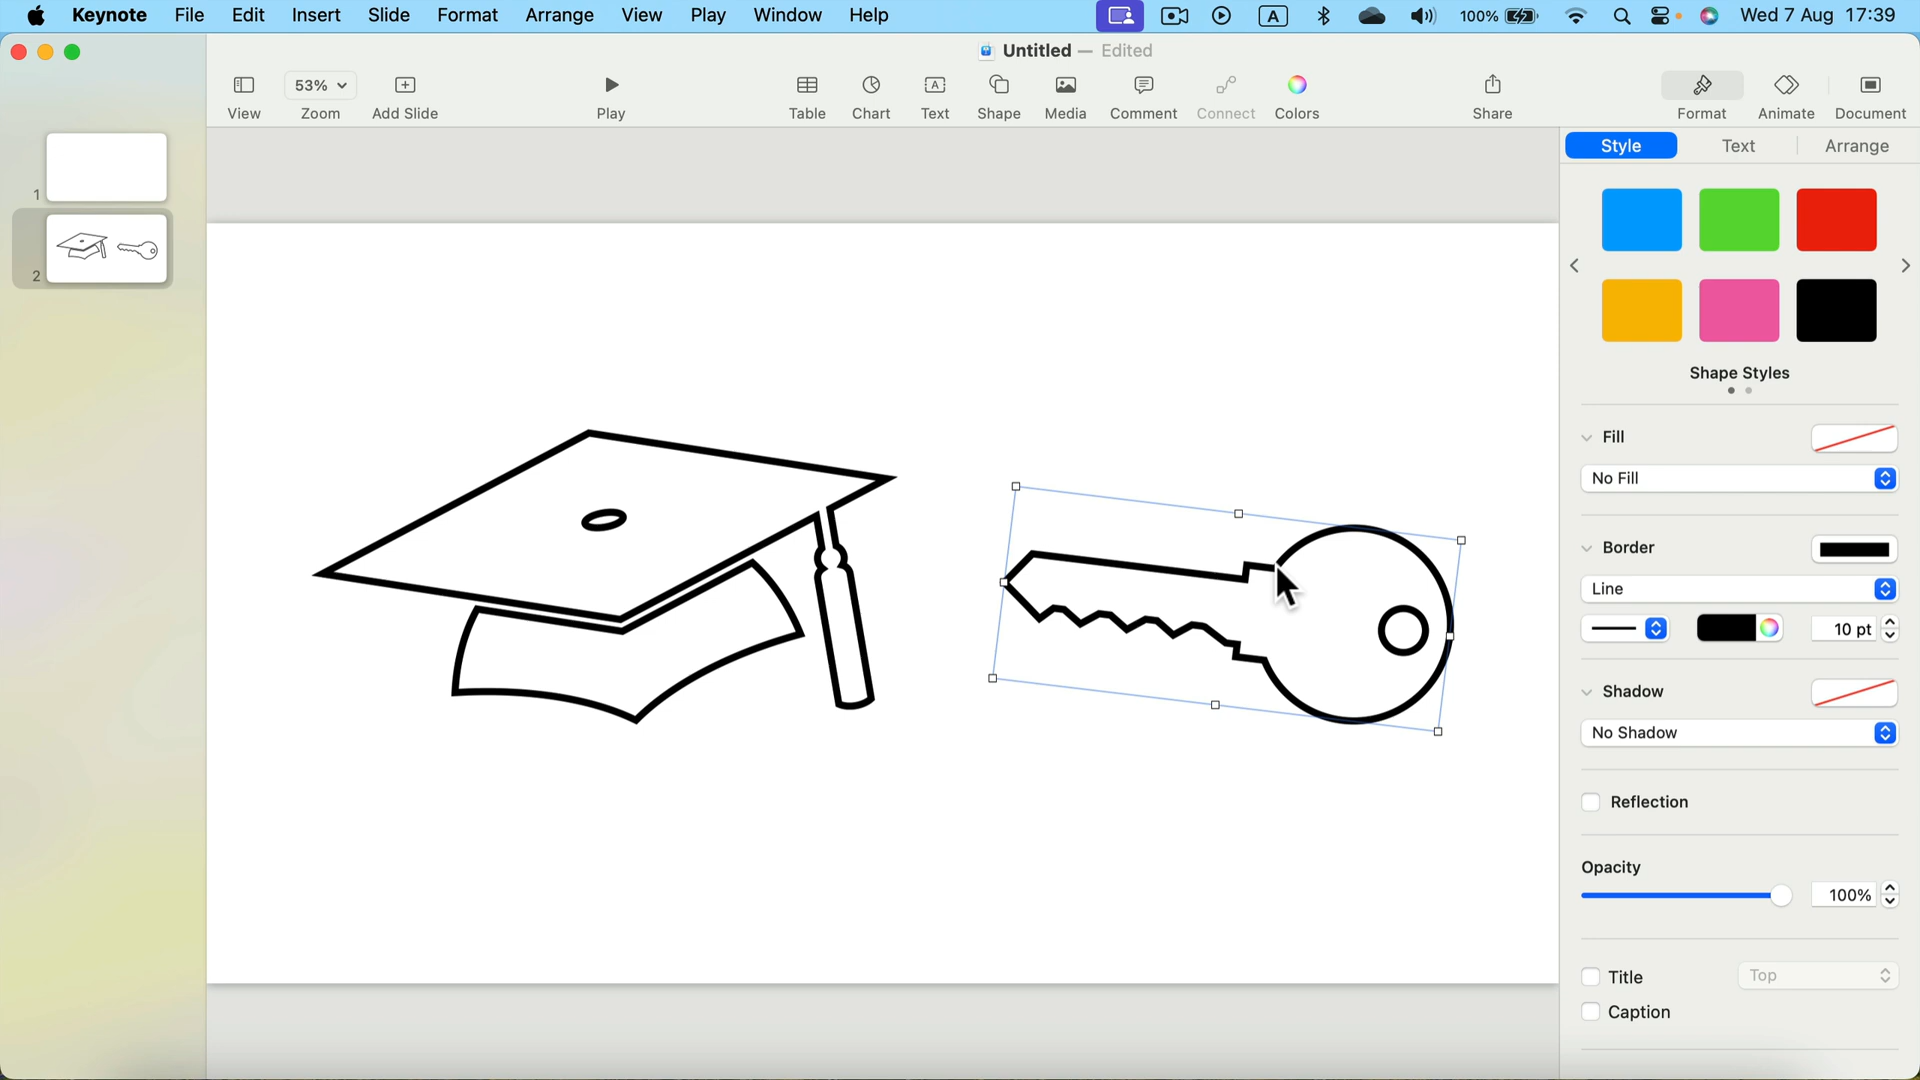 Keynote File Edit Insert Slide Format Arrange View Play Window Help A 100% Wed 7 Aug 17:39
Untitled — Edited
53%
View Zoom Add Slide Play Table Chart Text Shape Media Comment Connect Colors Share Format Animate Document
Style Text Arrange
1
2
Shape Styles
Fill
No Fill
Border
Line
10 pt
Shadow
No Shadow
Reflection
Opacity
100%
Title Top
Caption